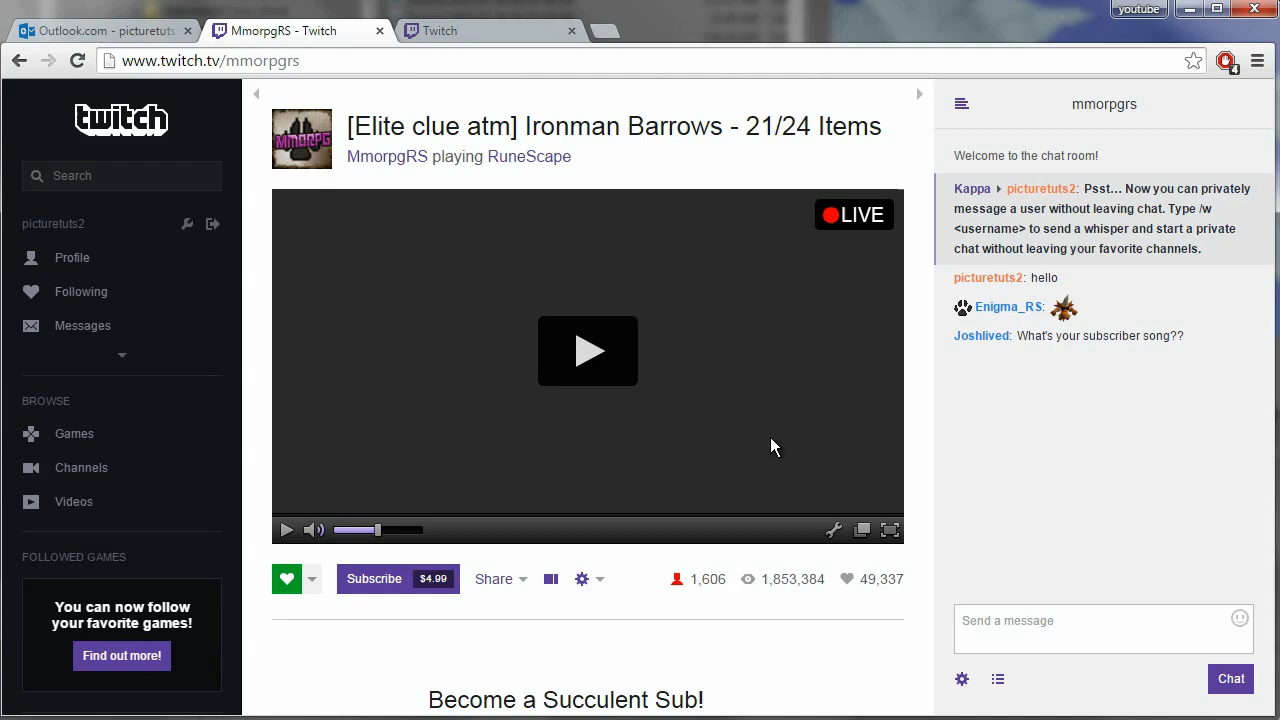 youtube
Outlook.com - picturetuts
MmorpgRS - Twitch
Twitch
www.twitch.tv/mmorpgrs
4
twitch
Search
picturetuts2
Profile
Following
Messages
BROWSE
Games
Channels
Videos
FOLLOWED GAMES
You can now follow
your favorite games!
Find out more!
MMORPG
[Elite clue atm] Ironman Barrows - 21/24 Items
MmorpgRS playing RuneScape
LIVE
Subscribe $4.99
Share
1,606
1,853,384
49,337
Become a Succulent Sub!
mmorpgrs
Welcome to the chat room!
Kappa picturetuts2: Psst... Now you can privately
message a user without leaving chat. Type /w
<username> to send a whisper and start a private
chat without leaving your favorite channels.
picturetuts2: hello
Enigma_RS:
Joshlived: What's your subscriber song??
Send a message
Chat